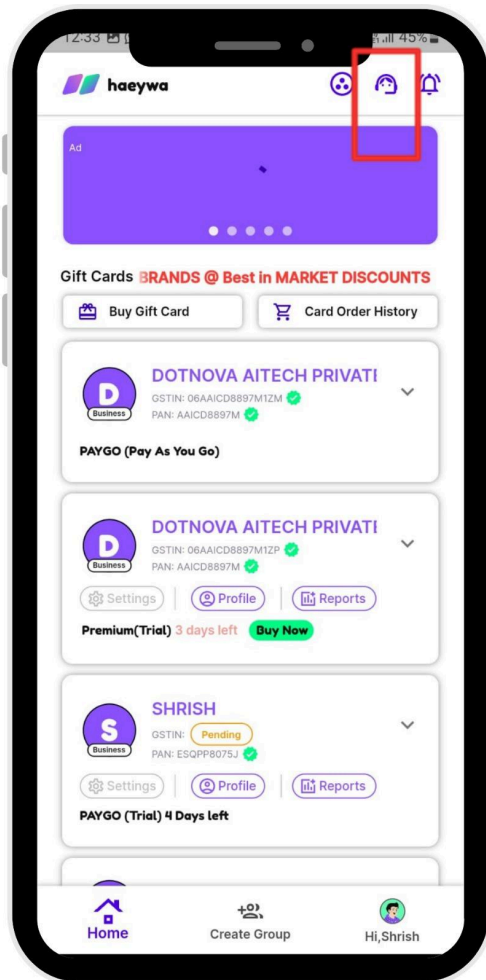 12:33
45%
haeywa
Ad
Gift Cards BRANDS @ Best in MARKET DISCOUNTS
Buy Gift Card
Card Order History
D
Business
DOTNOVA AITECH PRIVATE
GSTIN: 06AAICD8897M1ZM
PAN: AAICD8897M
PAYGO (Pay As You Go)
D
Business
DOTNOVA AITECH PRIVATE
GSTIN: 06AAICD8897M1ZP
PAN: AAICD8897M
Settings
Profile
Reports
Premium(Trial) 3 days left Buy Now
S
Business
SHRISH
GSTIN: Pending
PAN: ESQPP8075J
Settings
Profile
Reports
PAYGO (Trial) 4 Days left
Home
Create Group
Hi,Shrish